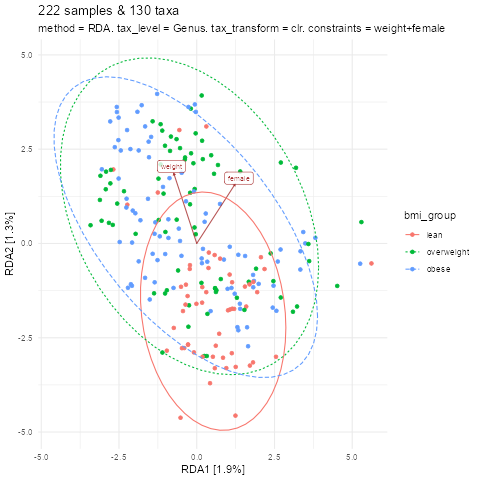 222 samples & 130 taxa
method = RDA. tax_level = Genus. tax_transform = clr. constraints = weight+female
5.0
2.5
0.0
-2.5
-5.0
RDA2 [1.3%]
weight
female
-5.0 -2.5 0.0 2.5 5.0
RDA1 [1.9%]
bmi_group
lean
overweight
obese